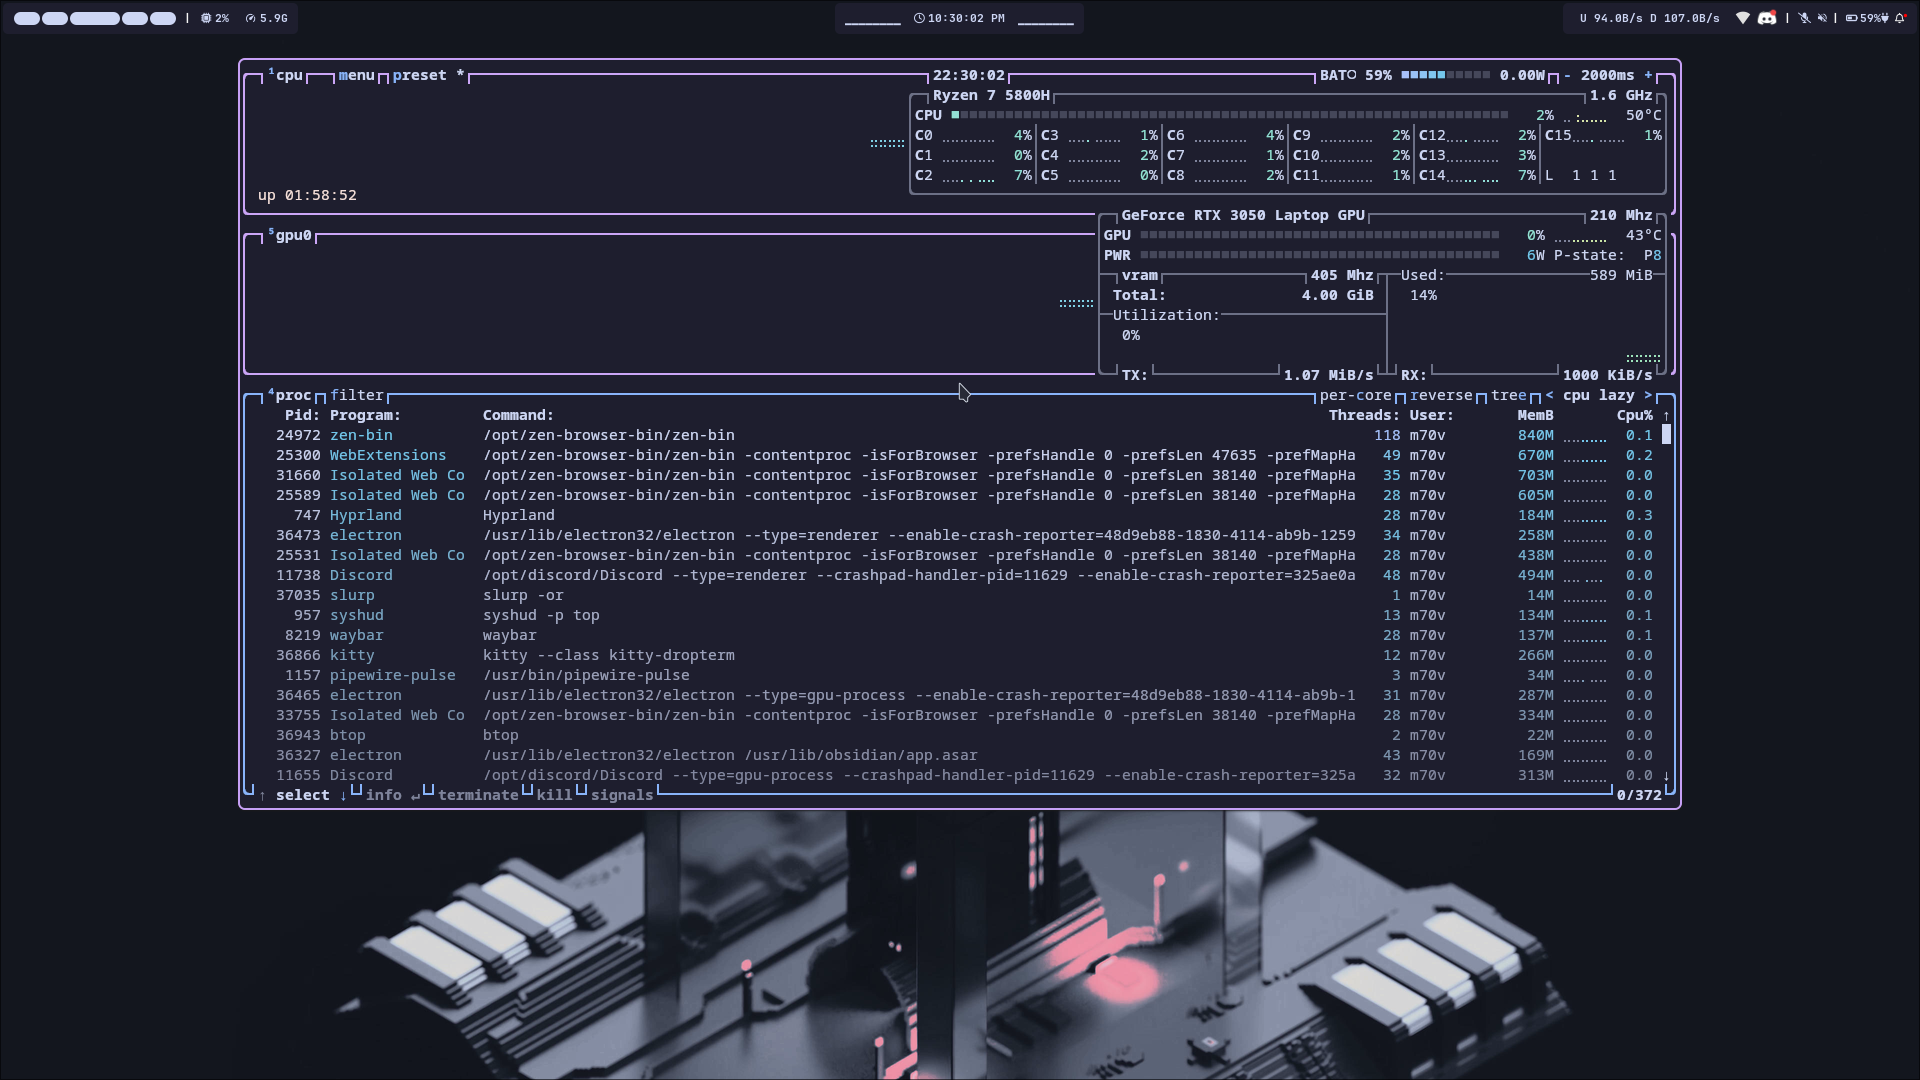 2% 5.9G 10:30:02 PM U 94.0B/s D 107.0B/s 59%
¹cpu menu preset * 22:30:02 BAT 59% 0.00W - 2000ms +
Ryzen 7 5800H 1.6 GHz
CPU 2% 50°C
C0 4% C3 1% C6 4% C9 2% C12 2% C15 1%
C1 0% C4 2% C7 1% C10 2% C13 3%
C2 7% C5 0% C8 2% C11 1% C14 7% L 1 1 1
up 01:58:52
GeForce RTX 3050 Laptop GPU 210 Mhz
⁵gpu0
GPU 0% 43°C
PWR 6W P-state: P8
vram 405 Mhz Used: 589 MiB
Total: 4.00 GiB 14%
Utilization:
0%
TX: 1.07 MiB/s RX: 1000 KiB/s
⁴proc filter per-core reverse tree < cpu lazy >
Pid: Program: Command: Threads: User: MemB Cpu% ↑
24972 zen-bin /opt/zen-browser-bin/zen-bin 118 m70v 840M 0.1
25300 WebExtensions /opt/zen-browser-bin/zen-bin -contentproc -isForBrowser -prefsHandle 0 -prefsLen 47635 -prefMapHa 49 m70v 670M 0.2
31660 Isolated Web Co /opt/zen-browser-bin/zen-bin -contentproc -isForBrowser -prefsHandle 0 -prefsLen 38140 -prefMapHa 35 m70v 703M 0.0
25589 Isolated Web Co /opt/zen-browser-bin/zen-bin -contentproc -isForBrowser -prefsHandle 0 -prefsLen 38140 -prefMapHa 28 m70v 605M 0.0
747 Hyprland Hyprland 28 m70v 184M 0.3
36473 electron /usr/lib/electron32/electron --type=renderer --enable-crash-reporter=48d9eb88-1830-4114-ab9b-1259 34 m70v 258M 0.0
25531 Isolated Web Co /opt/zen-browser-bin/zen-bin -contentproc -isForBrowser -prefsHandle 0 -prefsLen 38140 -prefMapHa 28 m70v 438M 0.0
11738 Discord /opt/discord/Discord --type=renderer --crashpad-handler-pid=11629 --enable-crash-reporter=325ae0a 48 m70v 494M 0.0
37035 slurp slurp -or 1 m70v 14M 0.0
957 syshud syshud -p top 13 m70v 134M 0.1
8219 waybar waybar 28 m70v 137M 0.1
36866 kitty kitty --class kitty-dropterm 12 m70v 266M 0.0
1157 pipewire-pulse /usr/bin/pipewire-pulse 3 m70v 34M 0.0
36465 electron /usr/lib/electron32/electron --type=gpu-process --enable-crash-reporter=48d9eb88-1830-4114-ab9b-1 31 m70v 287M 0.0
33755 Isolated Web Co /opt/zen-browser-bin/zen-bin -contentproc -isForBrowser -prefsHandle 0 -prefsLen 38140 -prefMapHa 28 m70v 334M 0.0
36943 btop btop 2 m70v 22M 0.0
36327 electron /usr/lib/electron32/electron /usr/lib/obsidian/app.asar 43 m70v 169M 0.0
11655 Discord /opt/discord/Discord --type=gpu-process --crashpad-handler-pid=11629 --enable-crash-reporter=325a 32 m70v 313M 0.0 ↓
↑ select ↓ info ↵ terminate kill signals 0/372